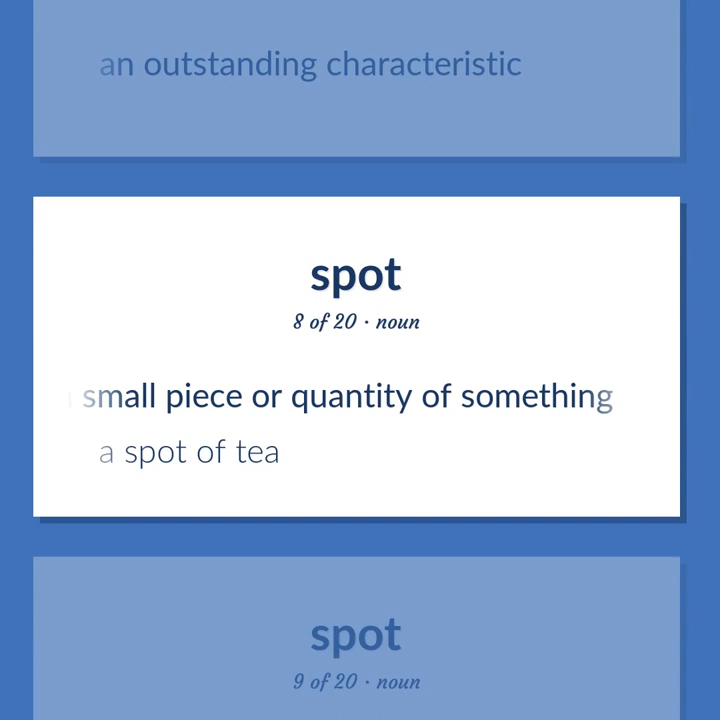 an outstanding characteristic
spot
8 of 20 · noun
small piece or quantity of something
a spot of tea
spot
9 of 20 · noun